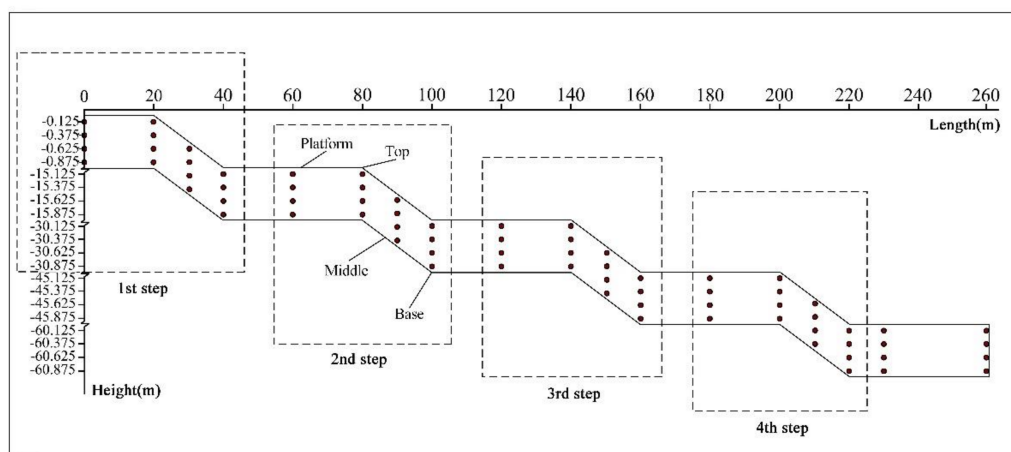 0 20 40 60 80 100 120 140 160 180 200 220 240 260
Length(m)
-0.125
-0.375
-0.625
-0.875
-15.125
-15.375
-15.625
-15.875
-30.125
-30.375
-30.625
-30.875
-45.125
-45.375
-45.625
-45.875
-60.125
-60.375
-60.625
-60.875
Height(m)
Platform
Top
Middle
Base
1st step
2nd step
3rd step
4th step